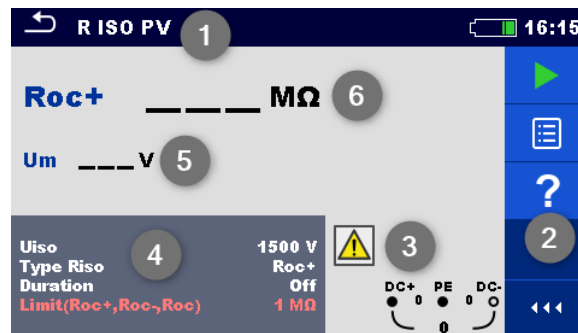 R ISO PV 1 16:15
Roc+ ___ MΩ 6
Um ___ V 5
?
2
4
3
Uiso 1500 V
Type Riso Roc+
Duration Off
Limit(Roc+,Roc-,Roc) 1 MΩ
DC+ PE DC-
0 0
0